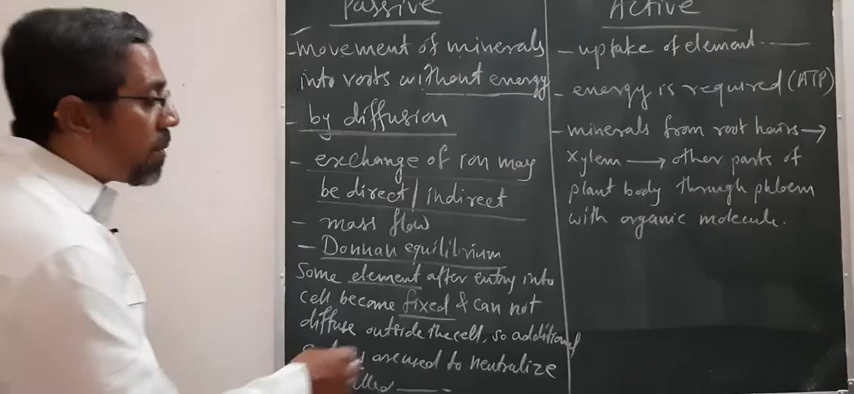 Passive
- movement of minerals
into roots without energy
- by diffusion
- exchange of ion may
be direct / indirect
- mass flow
- Donnan equilibrium
Some element after entry into
cell become fixed & can not
diffuse outside the cell, so additional
are used to neutralize
Active
- uptake of element
- energy is required (ATP)
- minerals from root hairs →
xylem → other parts of
plant body through phloem
with organic molecule.